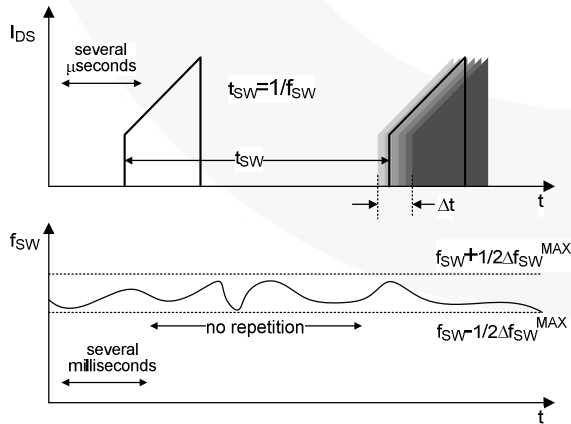 I_DS
several
μseconds
t_SW=1/f_SW
t_SW
Δt
t
f_SW
f_SW+1/2Δf_SW^MAX
no repetition
f_SW-1/2Δf_SW^MAX
several
milliseconds
t